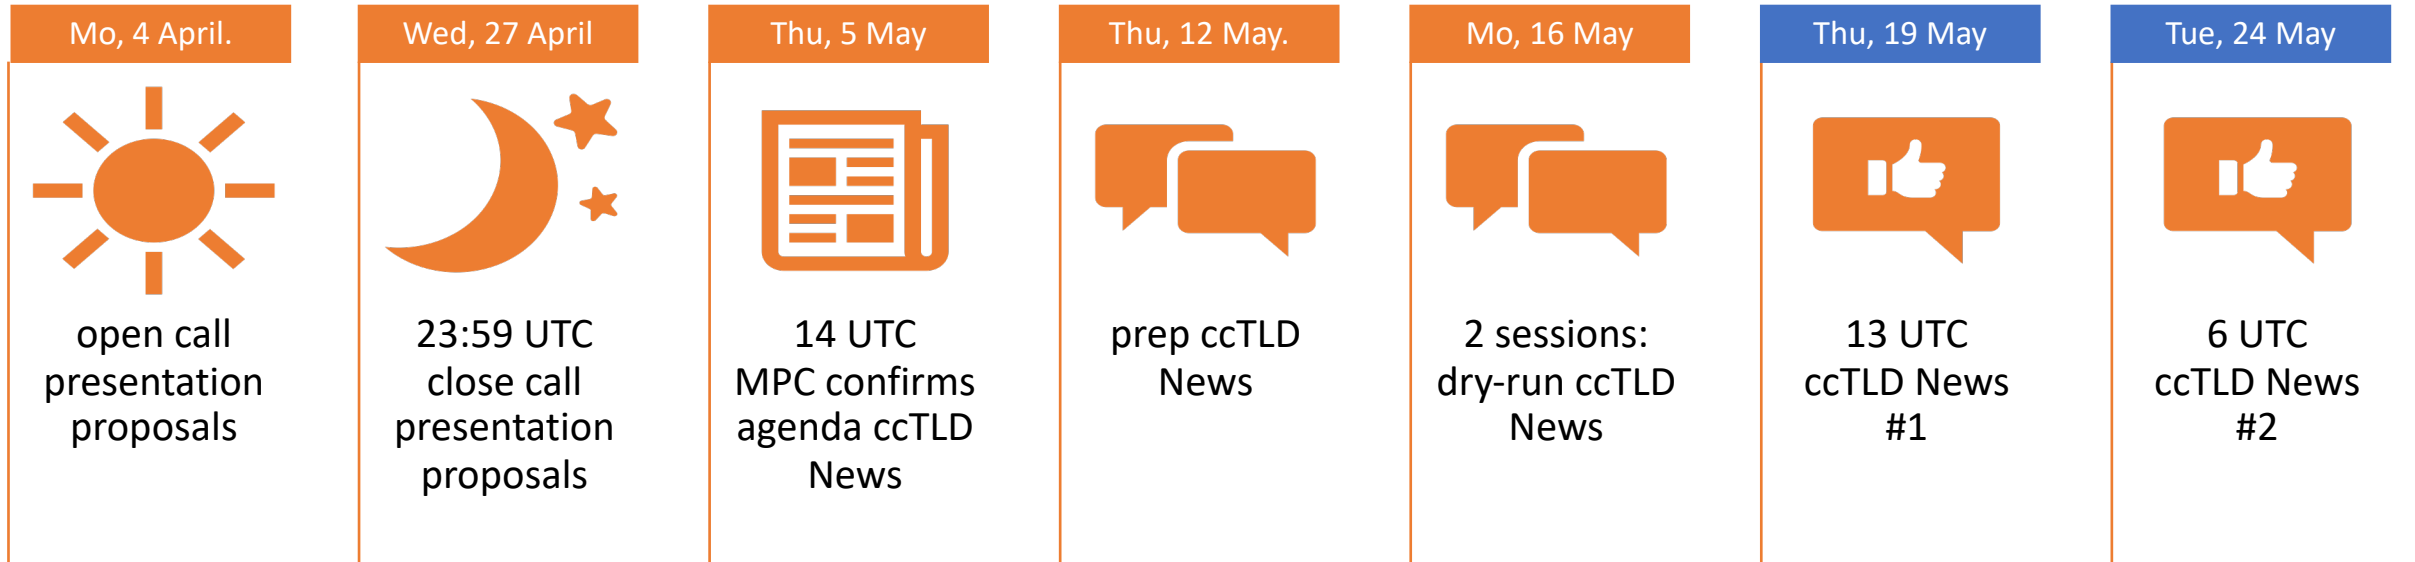 Mo, 4 April.
open call
presentation
proposals
Wed, 27 April
23:59 UTC
close call
presentation
proposals
Thu, 5 May
14 UTC
MPC confirms
agenda ccTLD
News
Thu, 12 May.
prep ccTLD
News
Mo, 16 May
2 sessions:
dry-run ccTLD
News
Thu, 19 May
13 UTC
ccTLD News
#1
Tue, 24 May
6 UTC
ccTLD News
#2